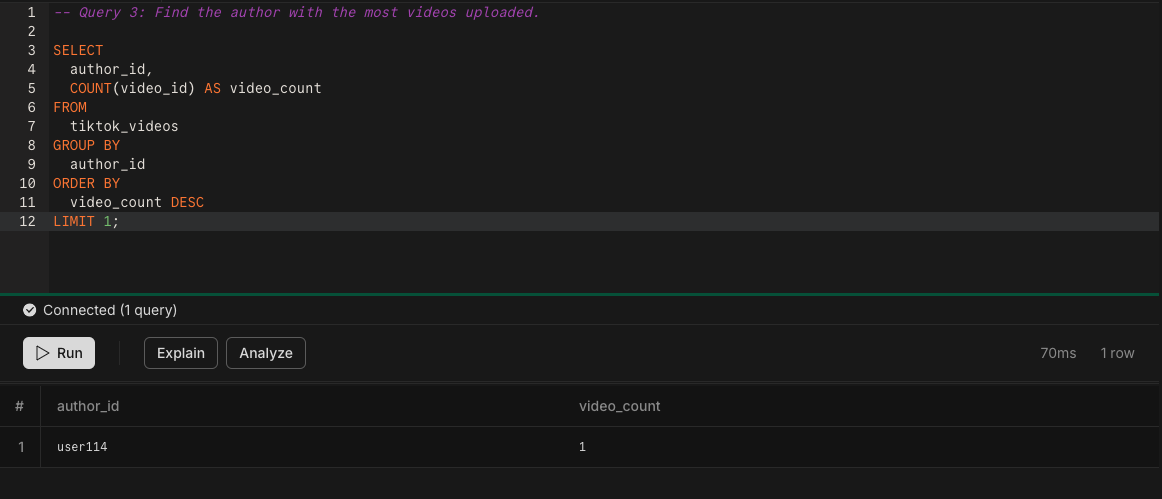 1 -- Query 3: Find the author with the most videos uploaded.
2
3 SELECT
4   author_id,
5   COUNT(video_id) AS video_count
6 FROM
7   tiktok_videos
8 GROUP BY
9   author_id
10 ORDER BY
11   video_count DESC
12 LIMIT 1;
Connected (1 query)
Run Explain Analyze 70ms 1 row
# author_id video_count
1 user114 1